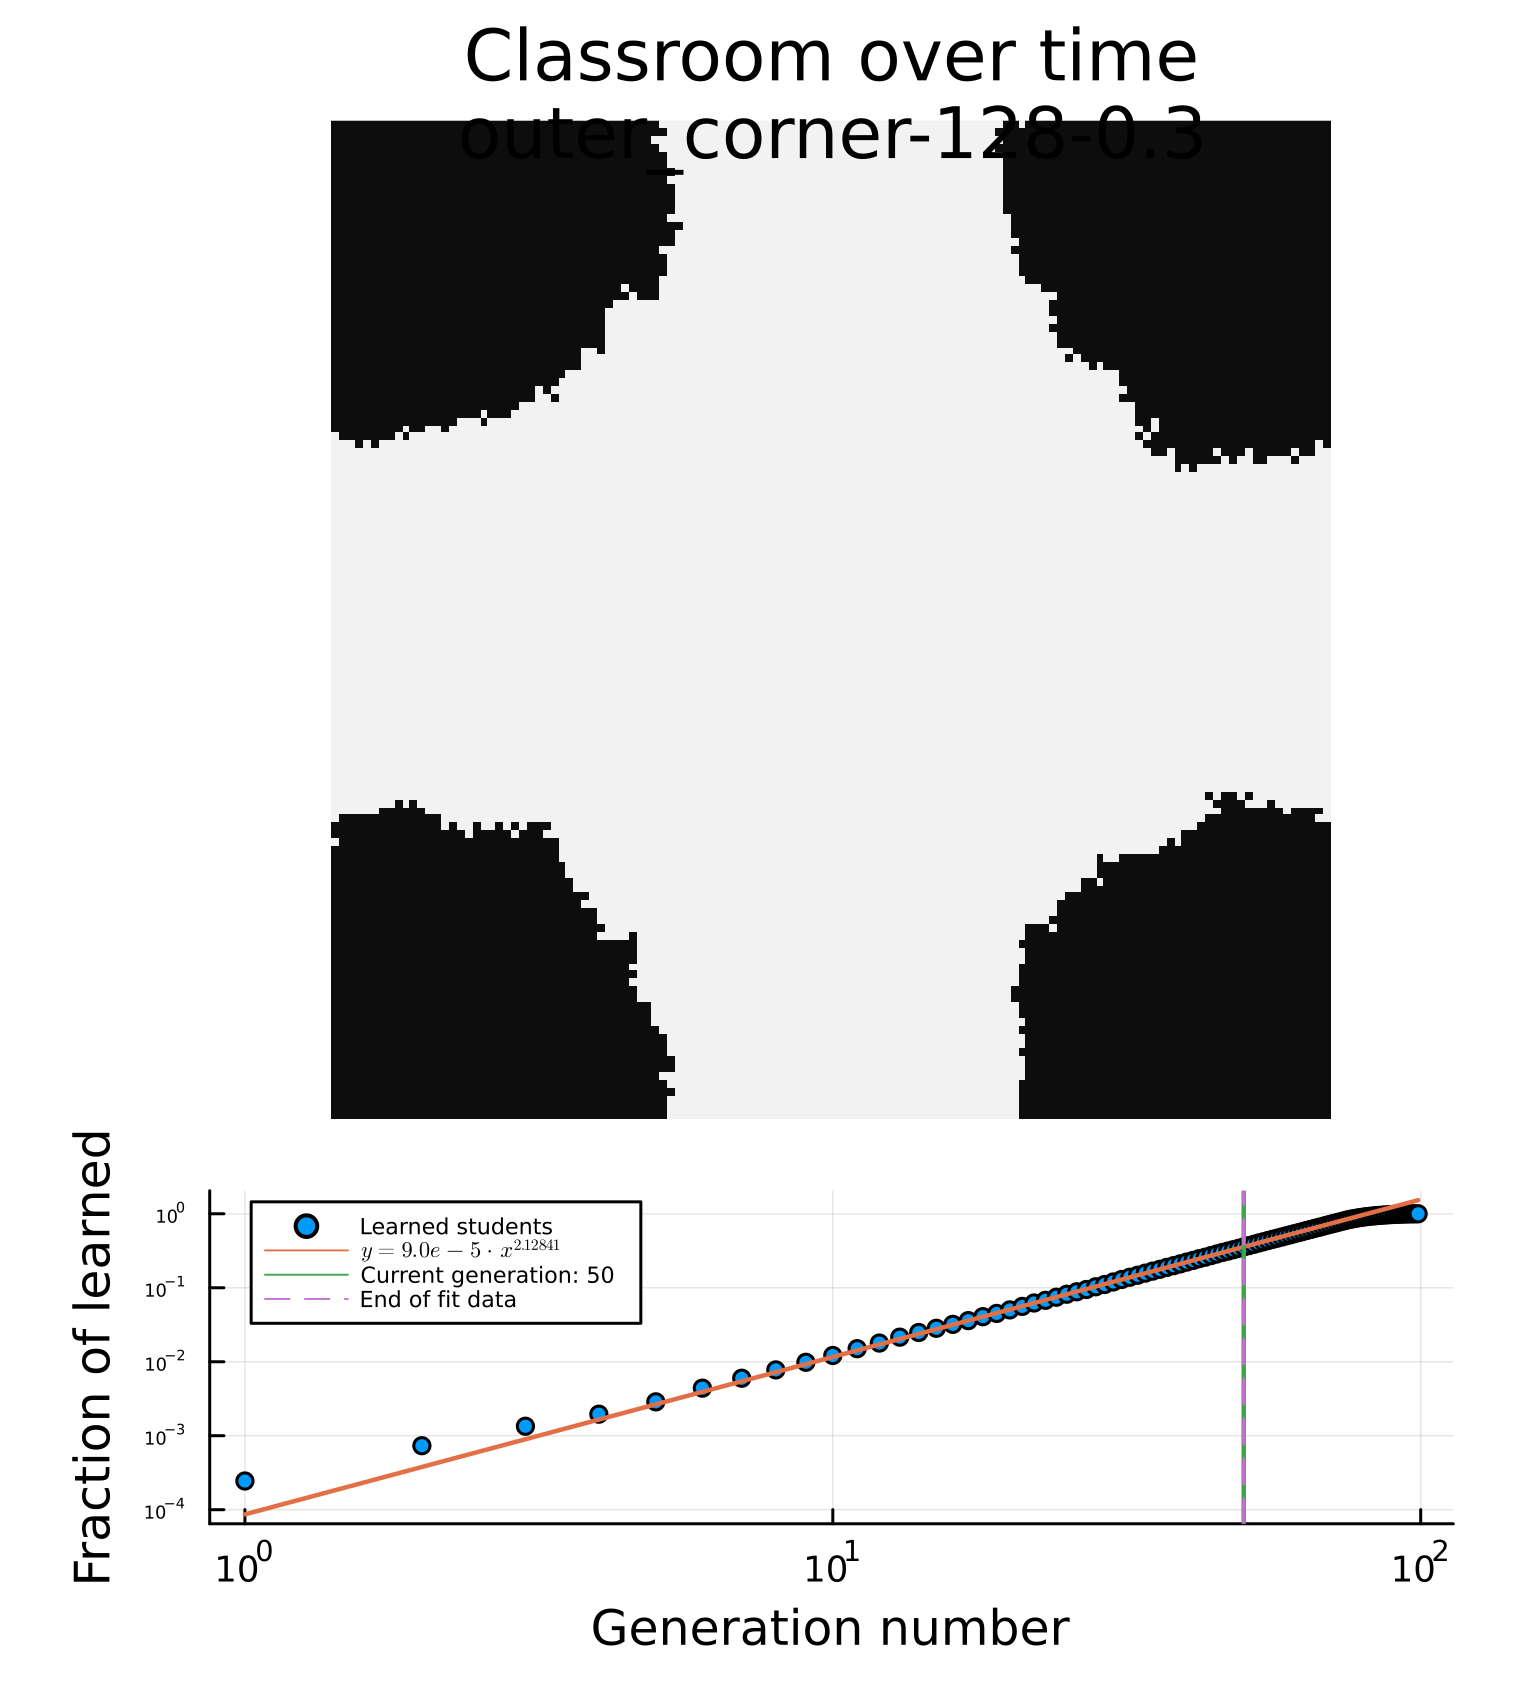 Classroom over time
outer_corner-128-0.3
Fraction of learned
10^0
10^-1
10^-2
10^-3
10^-4
Learned students
y = 9.0e − 5 · x^2.12841
Current generation: 50
End of fit data
10^0 10^1 10^2
Generation number